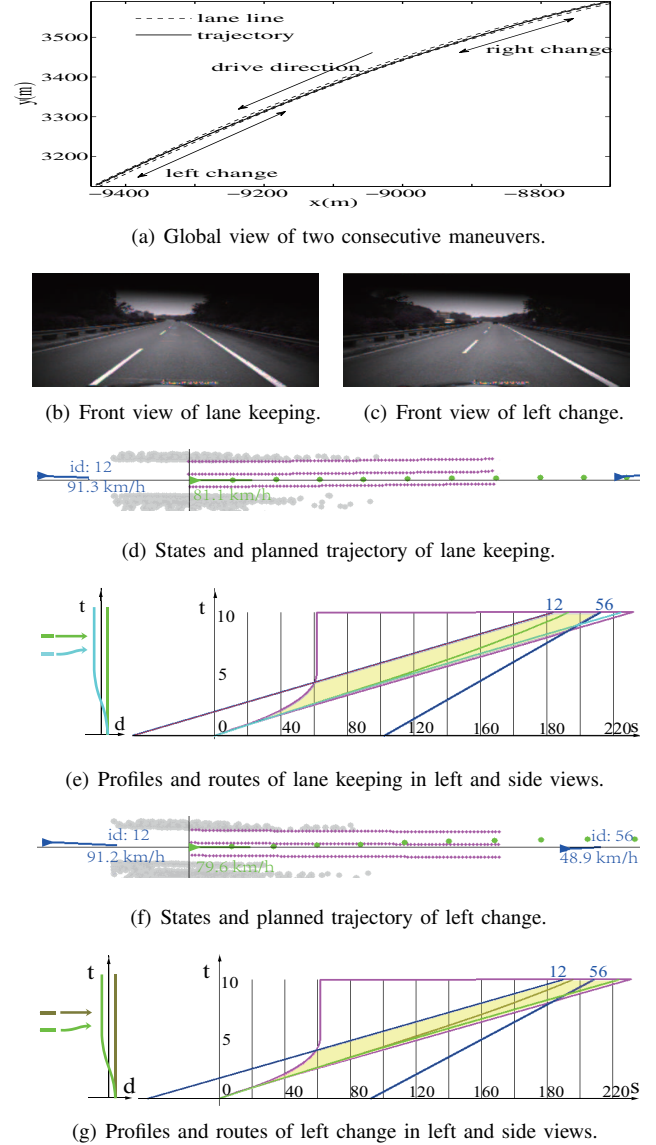 lane line
trajectory
3500
3400
3300
3200
y(m)
drive direction
right change
left change
−9400
−9200
−9000
−8800
x(m)
(a) Global view of two consecutive maneuvers.
(b) Front view of lane keeping.
(c) Front view of left change.
id: 12
91.3 km/h
81.1 km/h
(d) States and planned trajectory of lane keeping.
t
d
t
10
5
0
40
80
120
160
180
220
s
12
56
(e) Profiles and routes of lane keeping in left and side views.
id: 12
91.2 km/h
79.6 km/h
id: 56
48.9 km/h
(f) States and planned trajectory of left change.
t
d
t
10
5
0
40
80
120
160
180
220
s
12
56
(g) Profiles and routes of left change in left and side views.